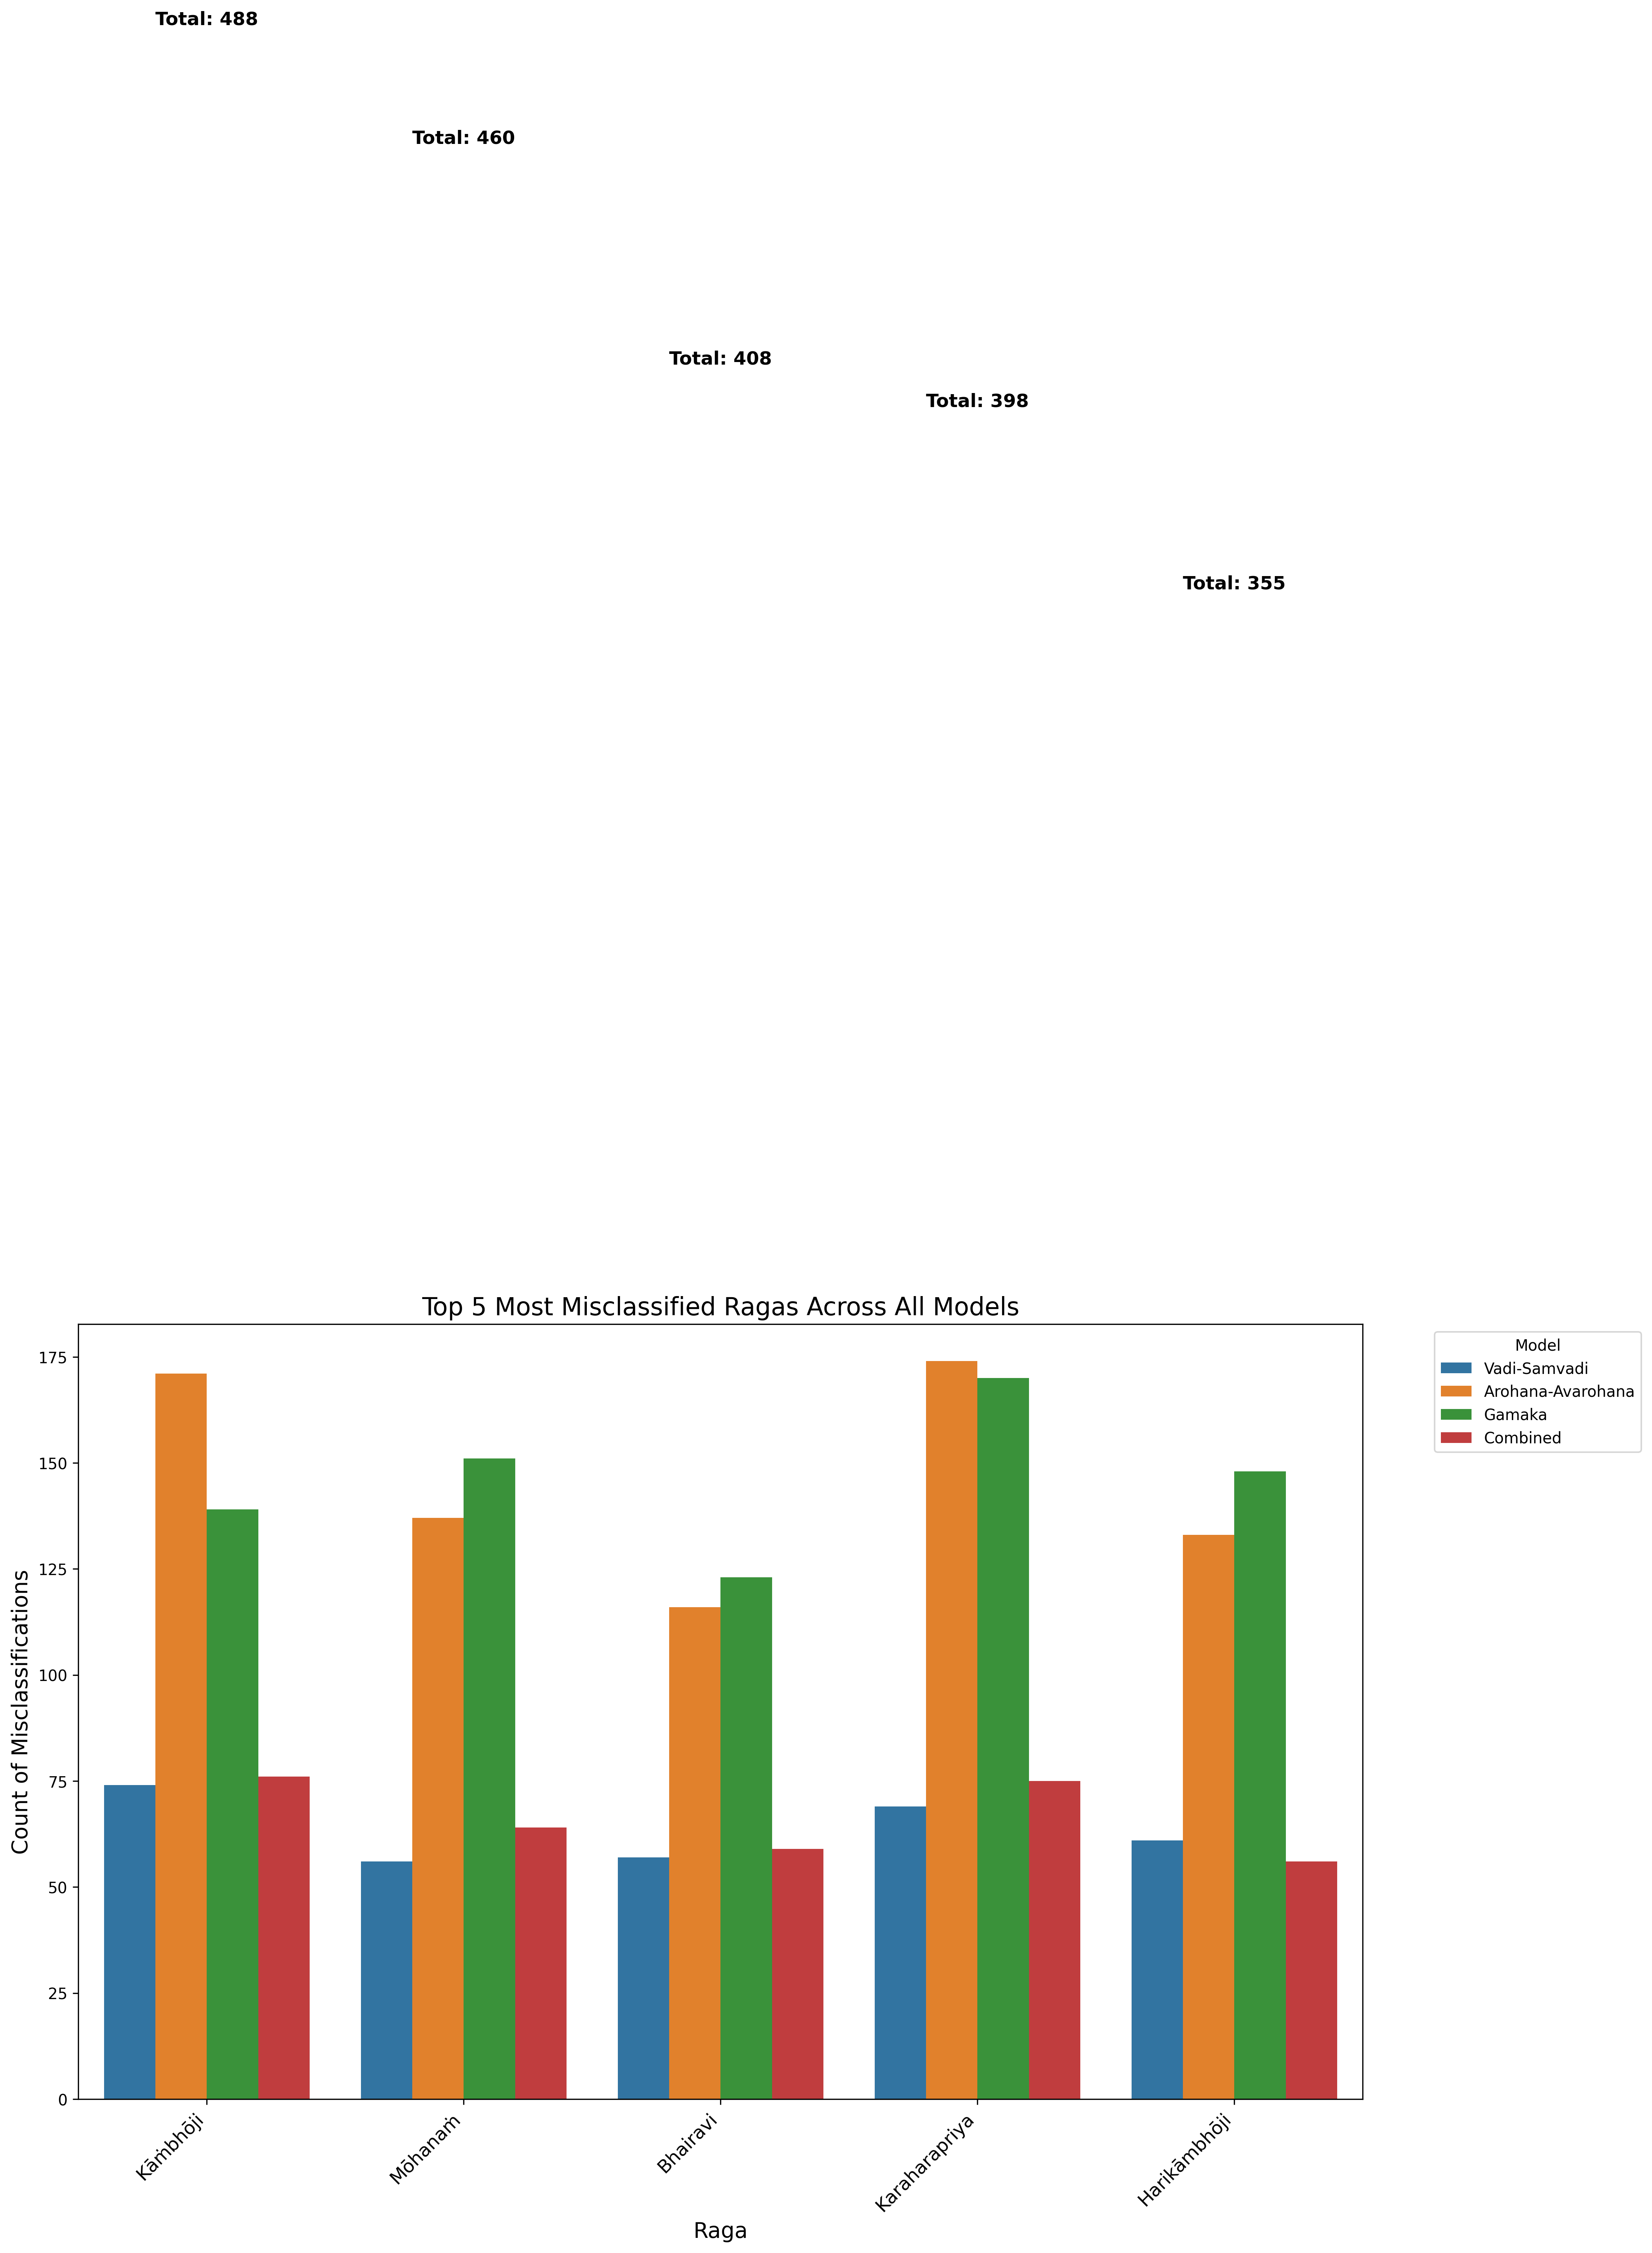 Total: 488
Total: 460
Total: 408
Total: 398
Total: 355
Top 5 Most Misclassified Ragas Across All Models
Model
Vadi-Samvadi
Arohana-Avarohana
Gamaka
Combined
Count of Misclassifications
175
150
125
100
75
50
25
0
Kāṁbhōji
Mōhanaṁ
Bhairavi
Karaharapriya
Harikāmbhōji
Raga